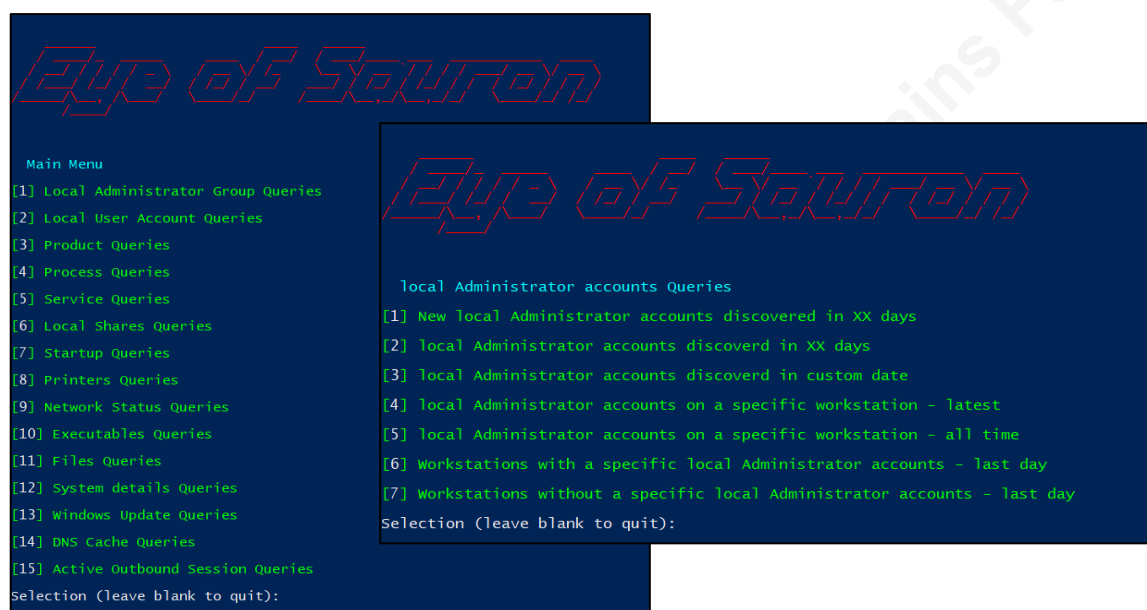 Eye of Sauron
Main Menu
[1] Local Administrator Group Queries
[2] Local User Account Queries
[3] Product Queries
[4] Process Queries
[5] Service Queries
[6] Local Shares Queries
[7] Startup Queries
[8] Printers Queries
[9] Network Status Queries
[10] Executables Queries
[11] Files Queries
[12] System details Queries
[13] Windows Update Queries
[14] DNS Cache Queries
[15] Active Outbound Session Queries
Selection (leave blank to quit):
Eye of Sauron
local Administrator accounts Queries
[1] New local Administrator accounts discovered in XX days
[2] local Administrator accounts discoverd in XX days
[3] local Administrator accounts discoverd in custom date
[4] local Administrator accounts on a specific workstation - latest
[5] local Administrator accounts on a specific workstation - all time
[6] Workstations with a specific local Administrator accounts - last day
[7] Workstations without a specific local Administrator accounts - last day
Selection (leave blank to quit):